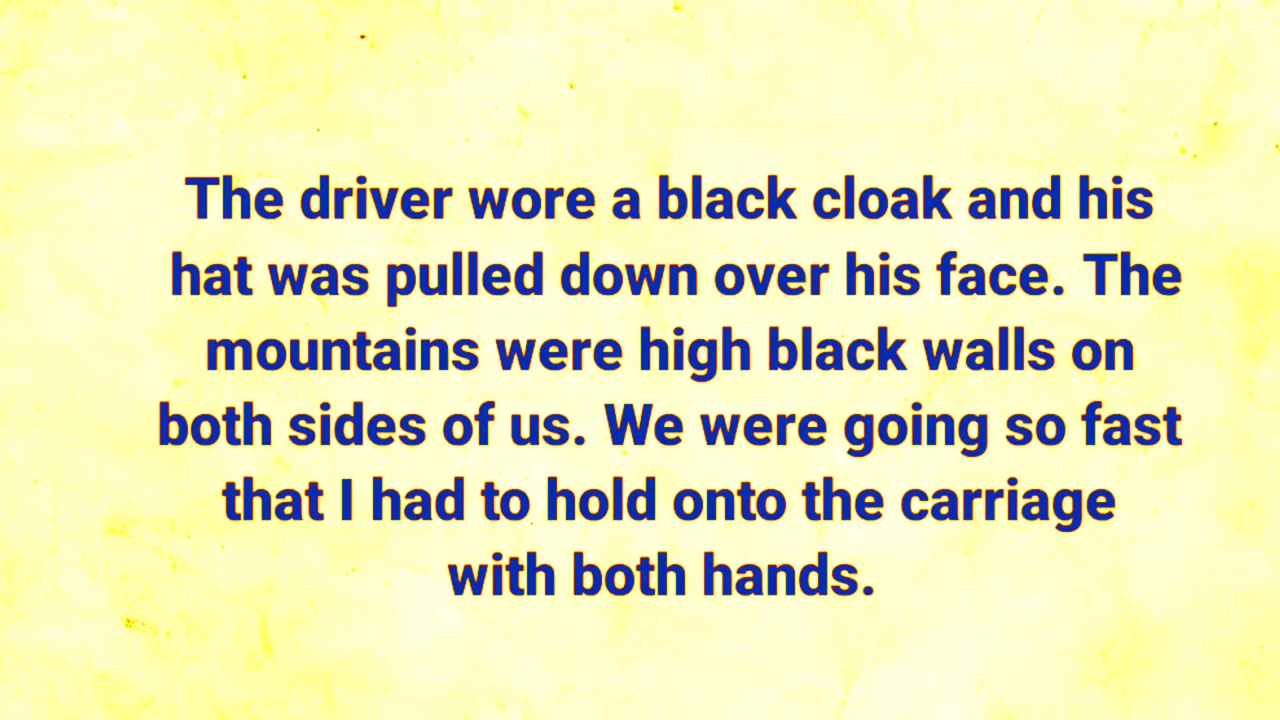 The driver wore a black cloak and his
hat was pulled down over his face. The
mountains were high black walls on
both sides of us. We were going so fast
that I had to hold onto the carriage
with both hands.